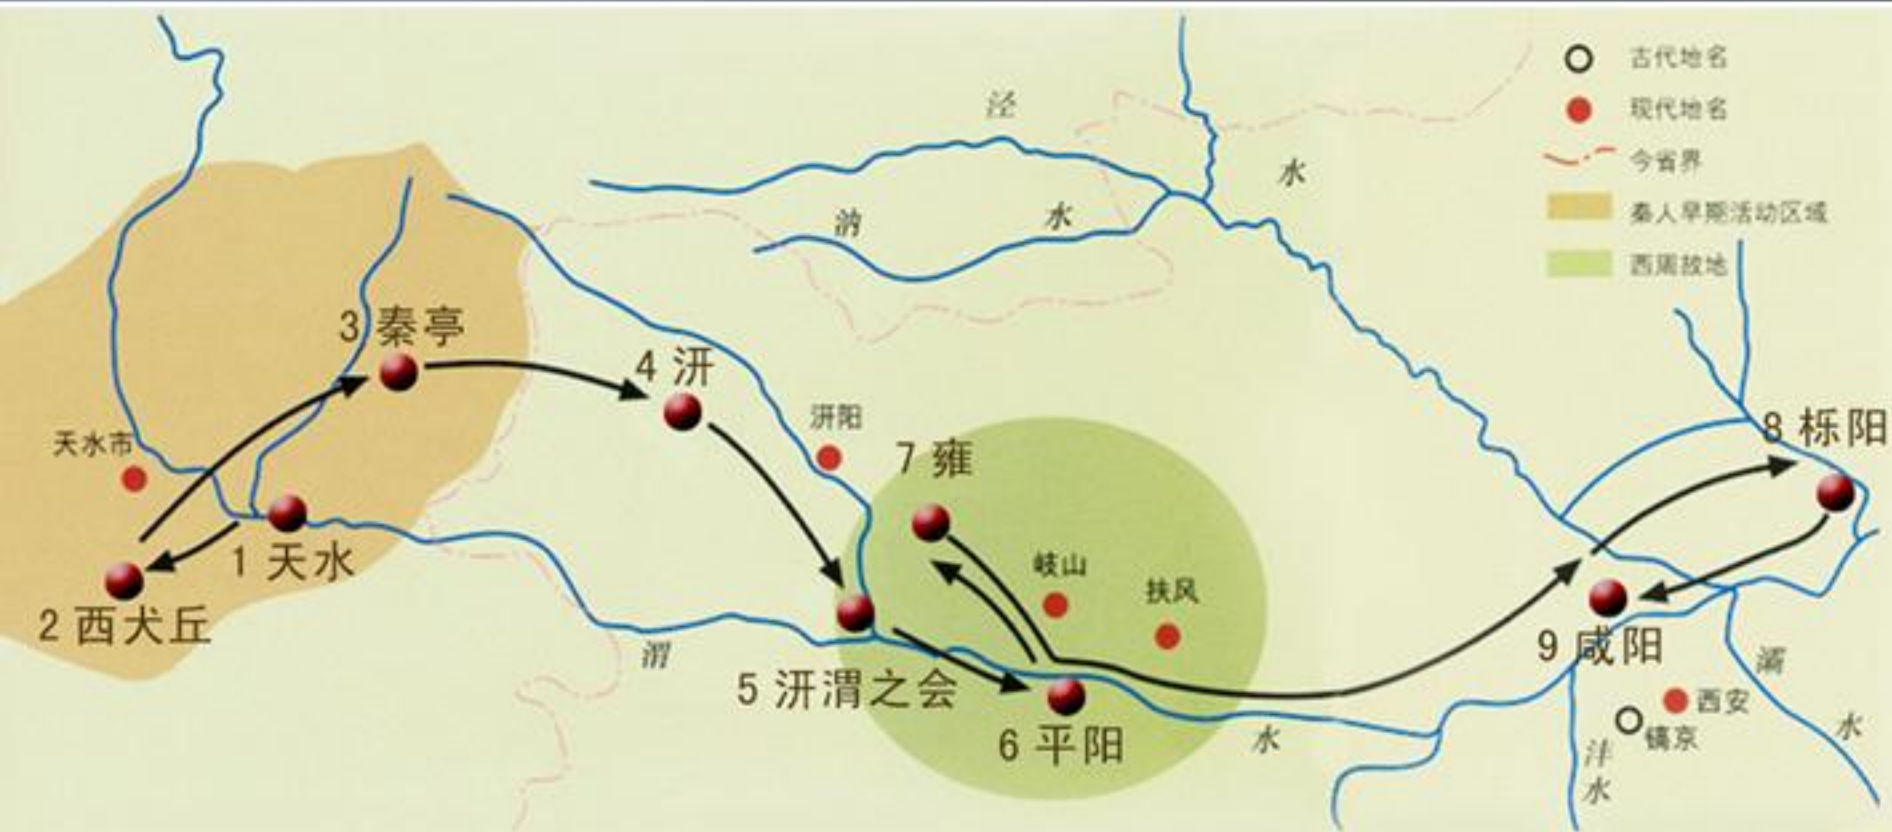 古代地名
现代地名
今省界
秦人早期活动区域
西周故地
泾
水
汭
水
3 秦亭
4 汧
汧阳
天水市
7 雍
8 栎阳
1 天水
2 西犬丘
岐山
扶风
5 汧渭之会
6 平阳
9 咸阳
渭
水
灞
水
西安
镐京
沣
水